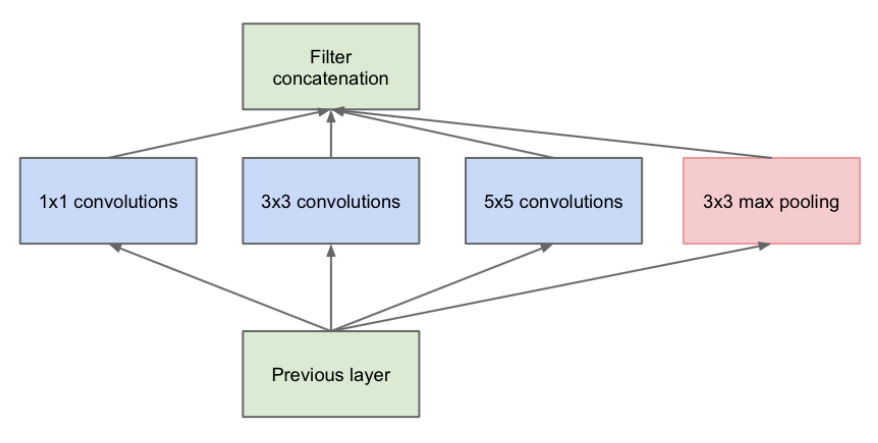 Filter
concatenation
1x1 convolutions
3x3 convolutions
5x5 convolutions
3x3 max pooling
Previous layer